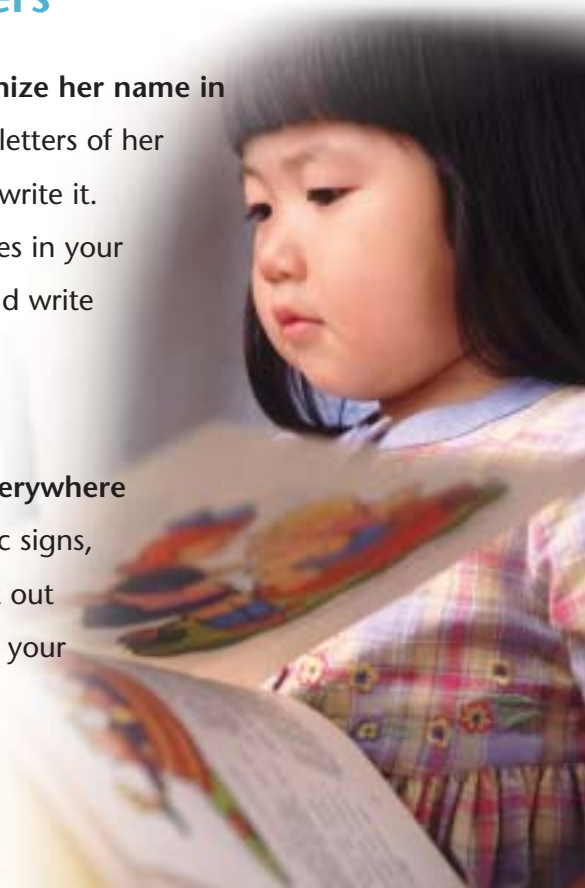 ers
nize her name in
letters of her
write it.
es in your
d write
erywhere
c signs,
out
your